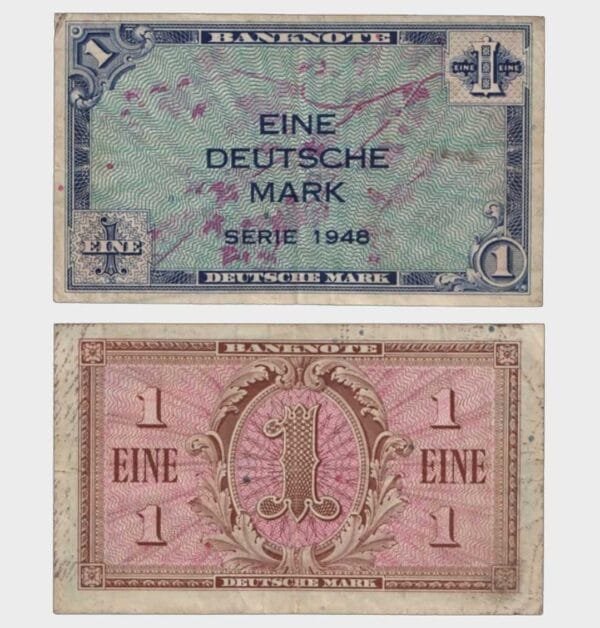 1
BANKNOTE
EINE 1 EINE
EINE
DEUTSCHE
MARK
SERIE 1948
EINE
1
DEUTSCHE MARK
1
BANKNOTE
1
1
1
EINE
EINE
1
1
DEUTSCHE MARK